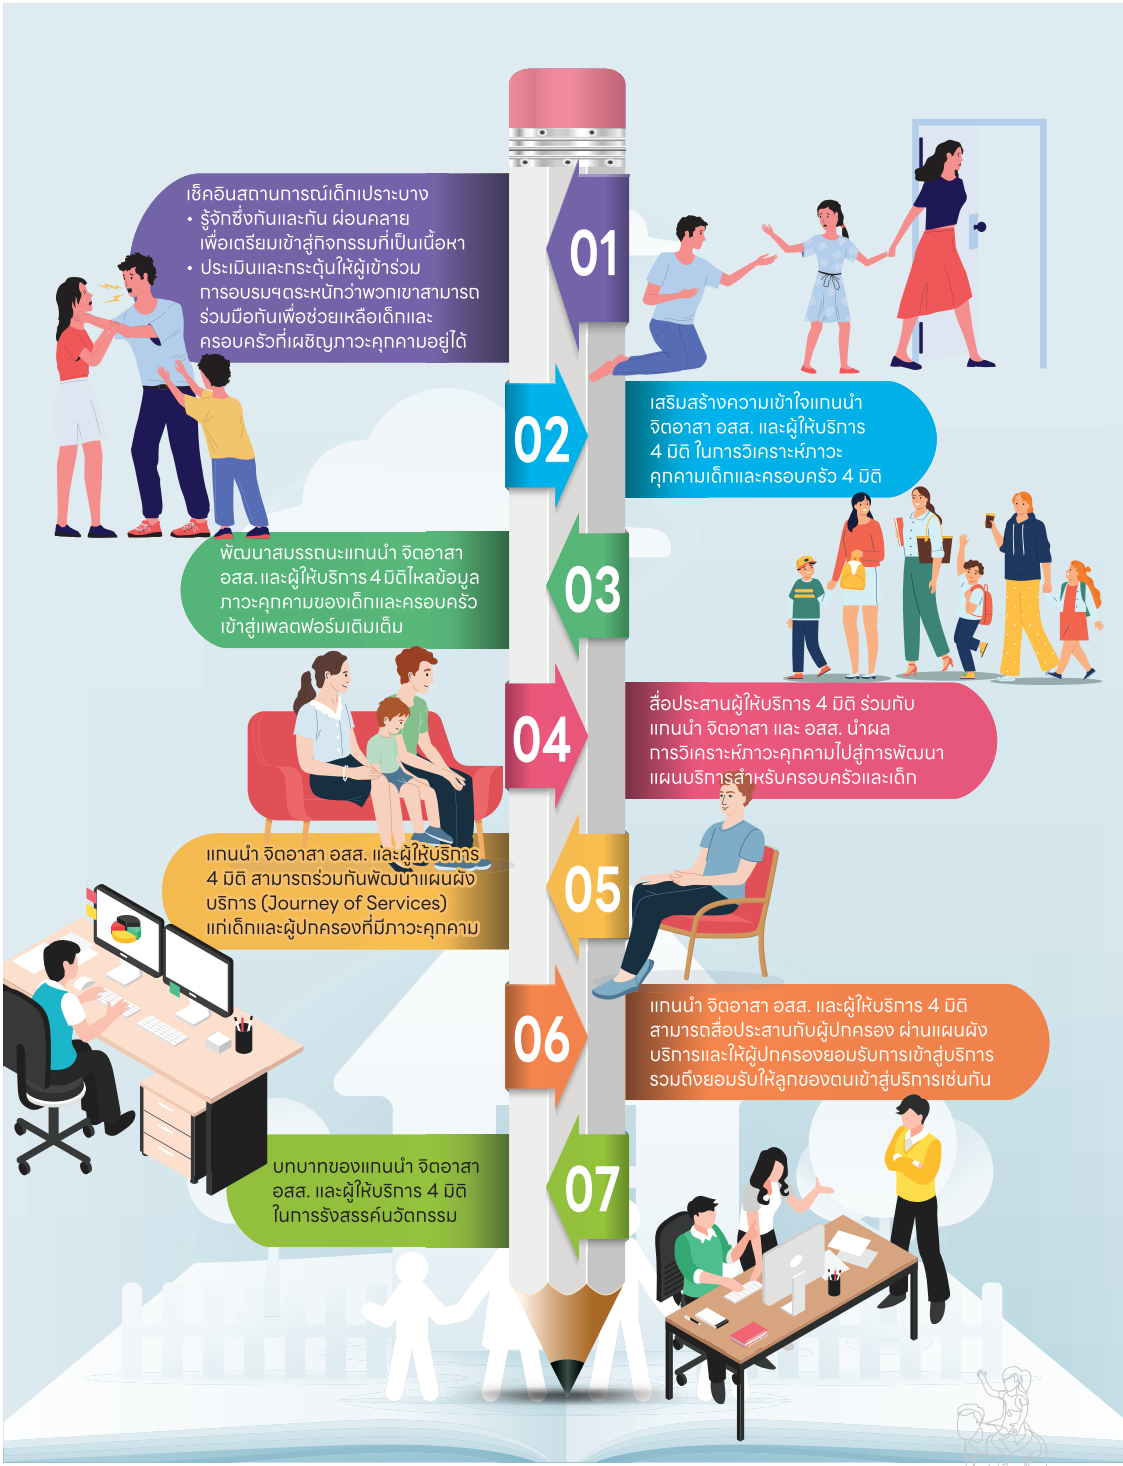 01
เช็คอินสถานการณ์เด็กเปราะบาง
• รู้จักซึ่งกันและกัน ผ่อนคลาย
เพื่อเตรียมเข้าสู่กิจกรรมที่เป็นเนื้อหา
• ประเมินและกระตุ้นให้ผู้เข้าร่วม
การอบรมฯตระหนักว่าพวกเขาสามารถ
ร่วมมือกันเพื่อช่วยเหลือเด็กและ
ครอบครัวที่เผชิญภาวะคุกคามอยู่ได้
02
เสริมสร้างความเข้าใจแกนนำ
จิตอาสา อสส. และผู้ให้บริการ
4 มิติ ในการวิเคราะห์ภาวะ
คุกคามเด็กและครอบครัว 4 มิติ
03
พัฒนาสมรรถนะแกนนำ จิตอาสา
อสส. และผู้ให้บริการ 4 มิติไหลข้อมูล
ภาวะคุกคามของเด็กและครอบครัว
เข้าสู่แพลตฟอร์มเติมเต็ม
04
สื่อประสานผู้ให้บริการ 4 มิติ ร่วมกับ
แกนนำ จิตอาสา และ อสส. นำผล
การวิเคราะห์ภาวะคุกคามไปสู่การพัฒนา
แผนบริการสำหรับครอบครัวและเด็ก
05
แกนนำ จิตอาสา อสส. และผู้ให้บริการ
4 มิติ สามารถร่วมกันพัฒนาแผนผัง
บริการ (Journey of Services)
แก่เด็กและผู้ปกครองที่มีภาวะคุกคาม
06
แกนนำ จิตอาสา อสส. และผู้ให้บริการ 4 มิติ
สามารถสื่อประสานกับผู้ปกครอง ผ่านแผนผัง
บริการและให้ผู้ปกครองยอมรับการเข้าสู่บริการ
รวมถึงยอมรับให้ลูกของตนเข้าสู่บริการเช่นกัน
07
บทบาทของแกนนำ จิตอาสา
อสส. และผู้ให้บริการ 4 มิติ
ในการรังสรรค์นวัตกรรม